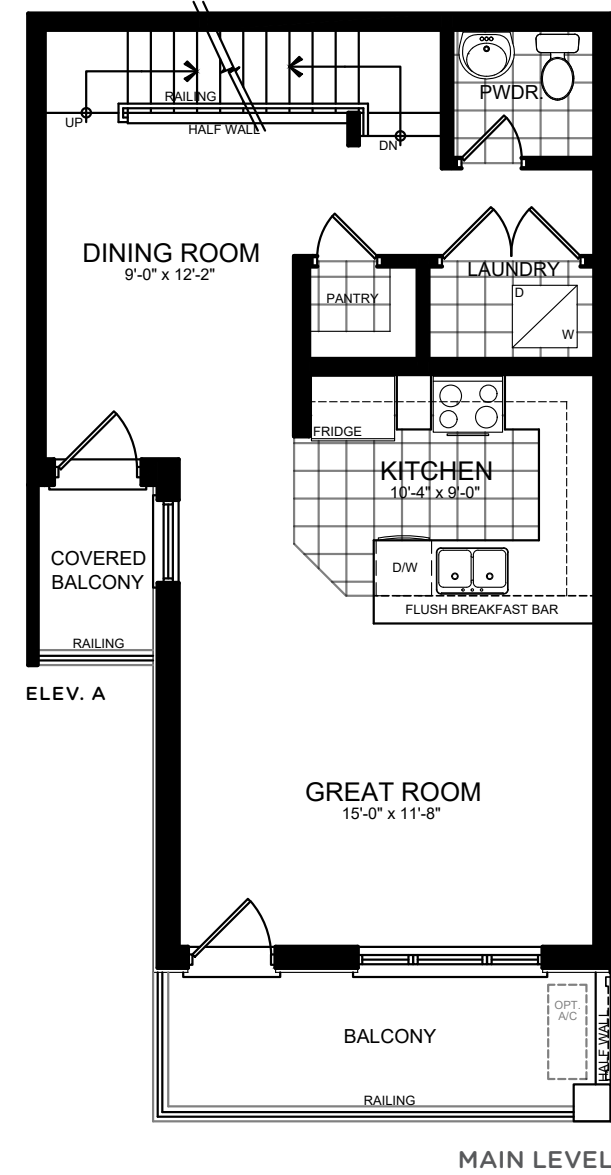 PWDR.
RAILING
UP
HALF WALL
DN
DINING ROOM
9'-0" x 12'-2"
LAUNDRY
D
W
PANTRY
FRIDGE
KITCHEN
10'-4" x 9'-0"
COVERED
BALCONY
D/W
FLUSH BREAKFAST BAR
RAILING
ELEV. A
GREAT ROOM
15'-0" x 11'-8"
OPT.
A/C
HALF WALL
BALCONY
RAILING
MAIN LEVEL